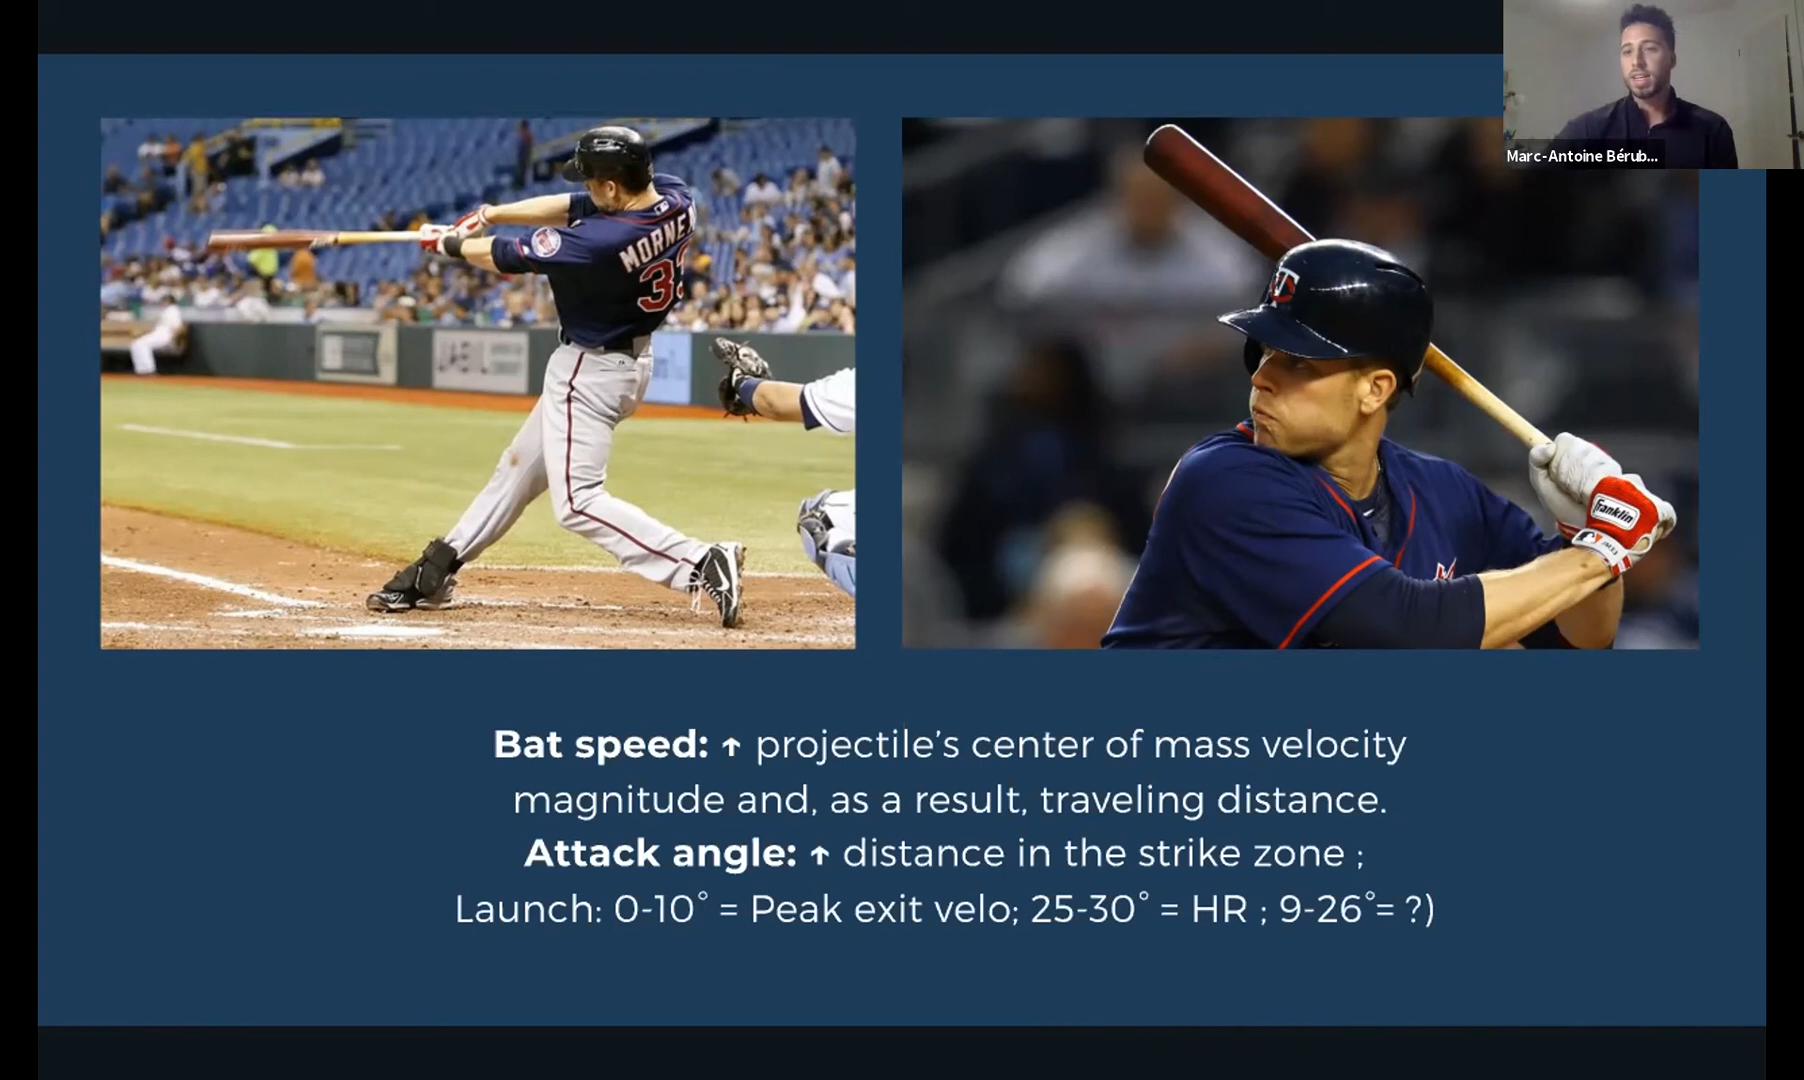 Marc-Antoine Bérub...
MORNEA
33
Franklin
Bat speed: ↑ projectile's center of mass velocity
magnitude and, as a result, traveling distance.
Attack angle: ↑ distance in the strike zone ;
Launch: 0-10° = Peak exit velo; 25-30° = HR ; 9-26°= ?)